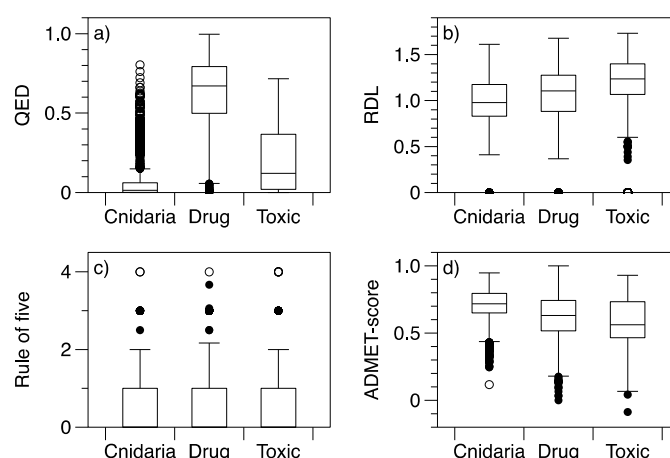 a)
1.0
0.5
0
QED
Cnidaria Drug Toxic
b)
1.5
1.0
0.5
0
RDL
Cnidaria Drug Toxic
c)
4
2
0
Rule of five
Cnidaria Drug Toxic
d)
1.0
0.5
0
ADMET-score
Cnidaria Drug Toxic